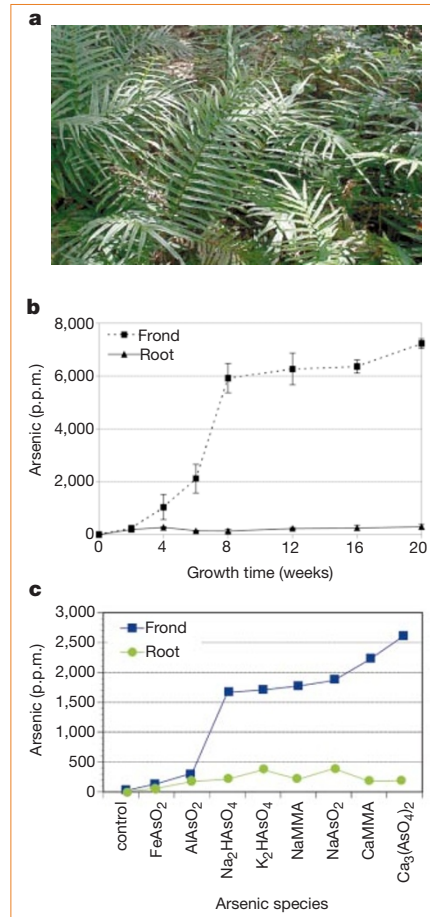 a
b
8,000
6,000
4,000
2,000
0
Arsenic (p.p.m.)
Frond
Root
0 4 8 12 16 20
Growth time (weeks)
c
3,000
2,500
2,000
1,500
1,000
500
0
Arsenic (p.p.m.)
Frond
Root
control
FeAsO2
AlAsO2
Na2HAsO4
K2HAsO4
NaMMA
NaAsO2
CaMMA
Ca3(AsO4)2
Arsenic species